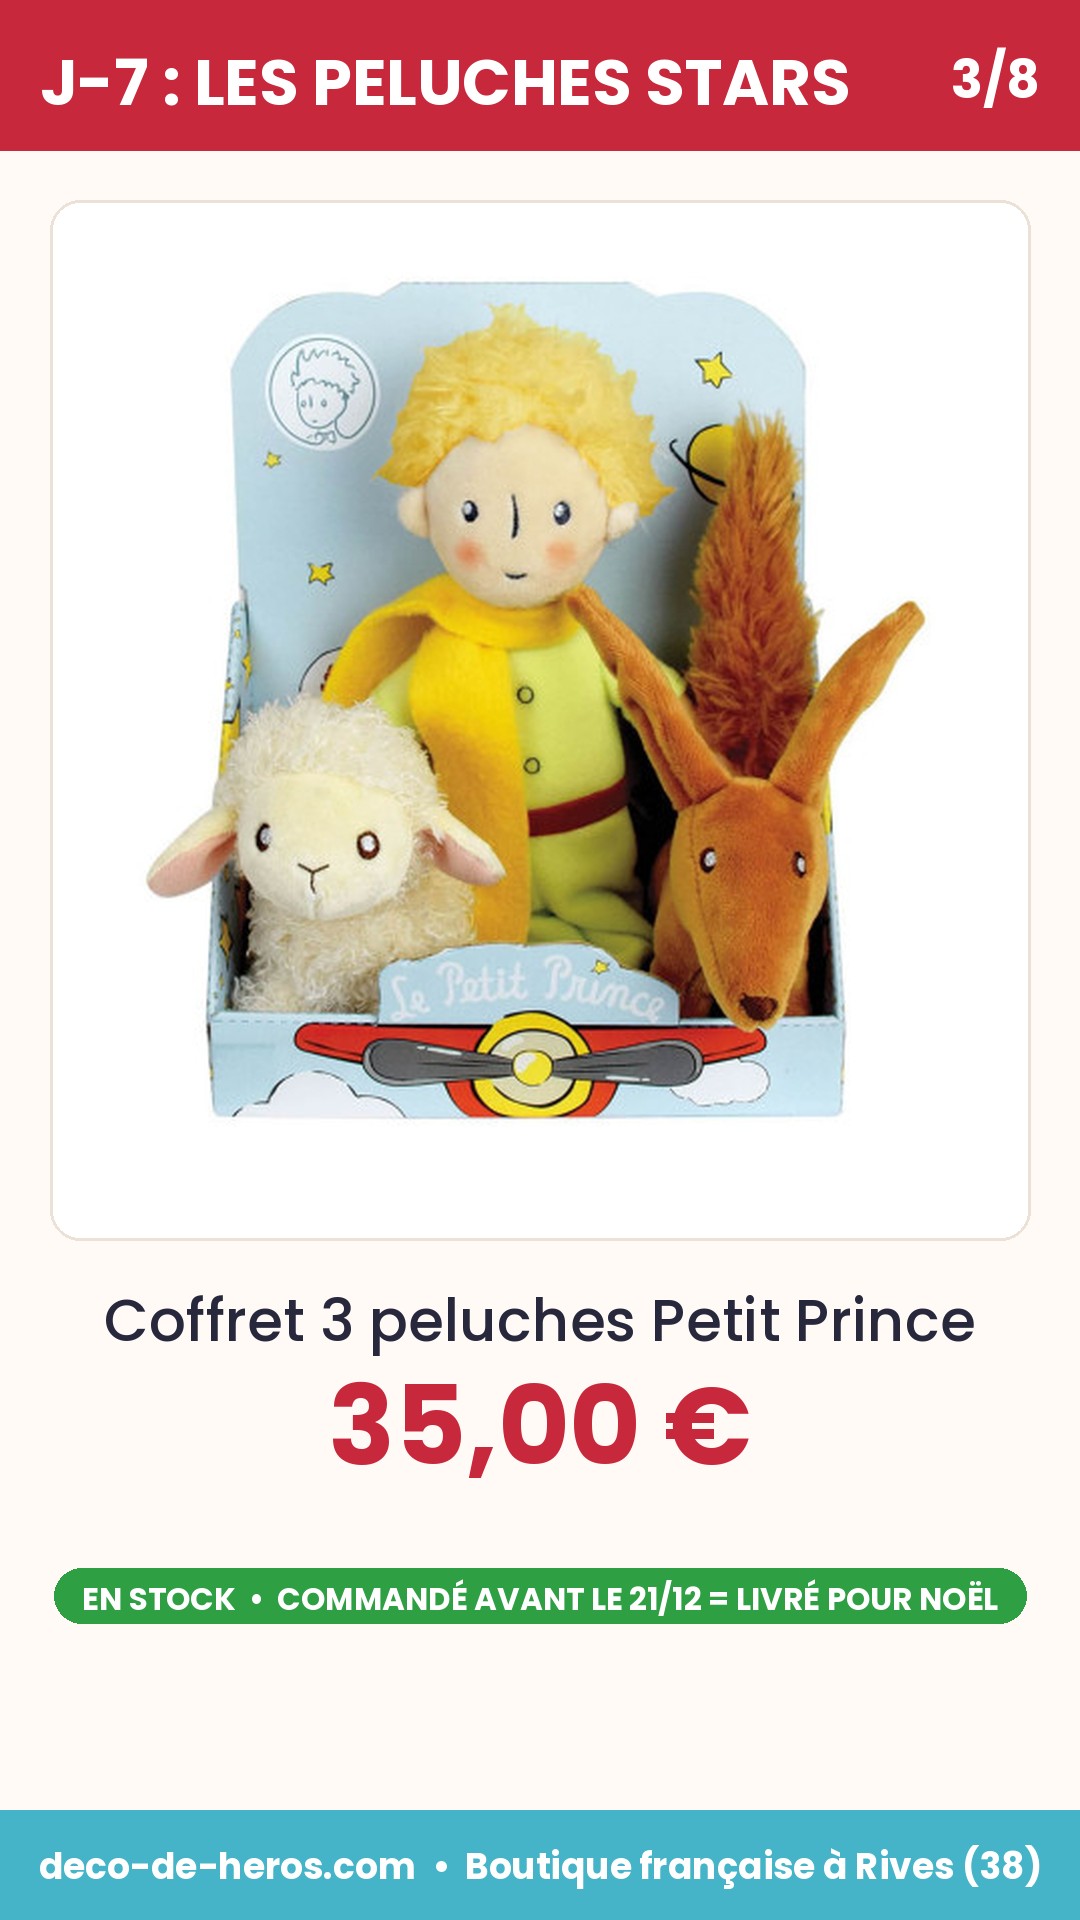 J-7 : LES PELUCHES STARS
3/8
Le Petit Prince
Coffret 3 peluches Petit Prince
35,00 €
EN STOCK • COMMANDÉ AVANT LE 21/12 = LIVRÉ POUR NOËL
deco-de-heros.com • Boutique française à Rives (38)